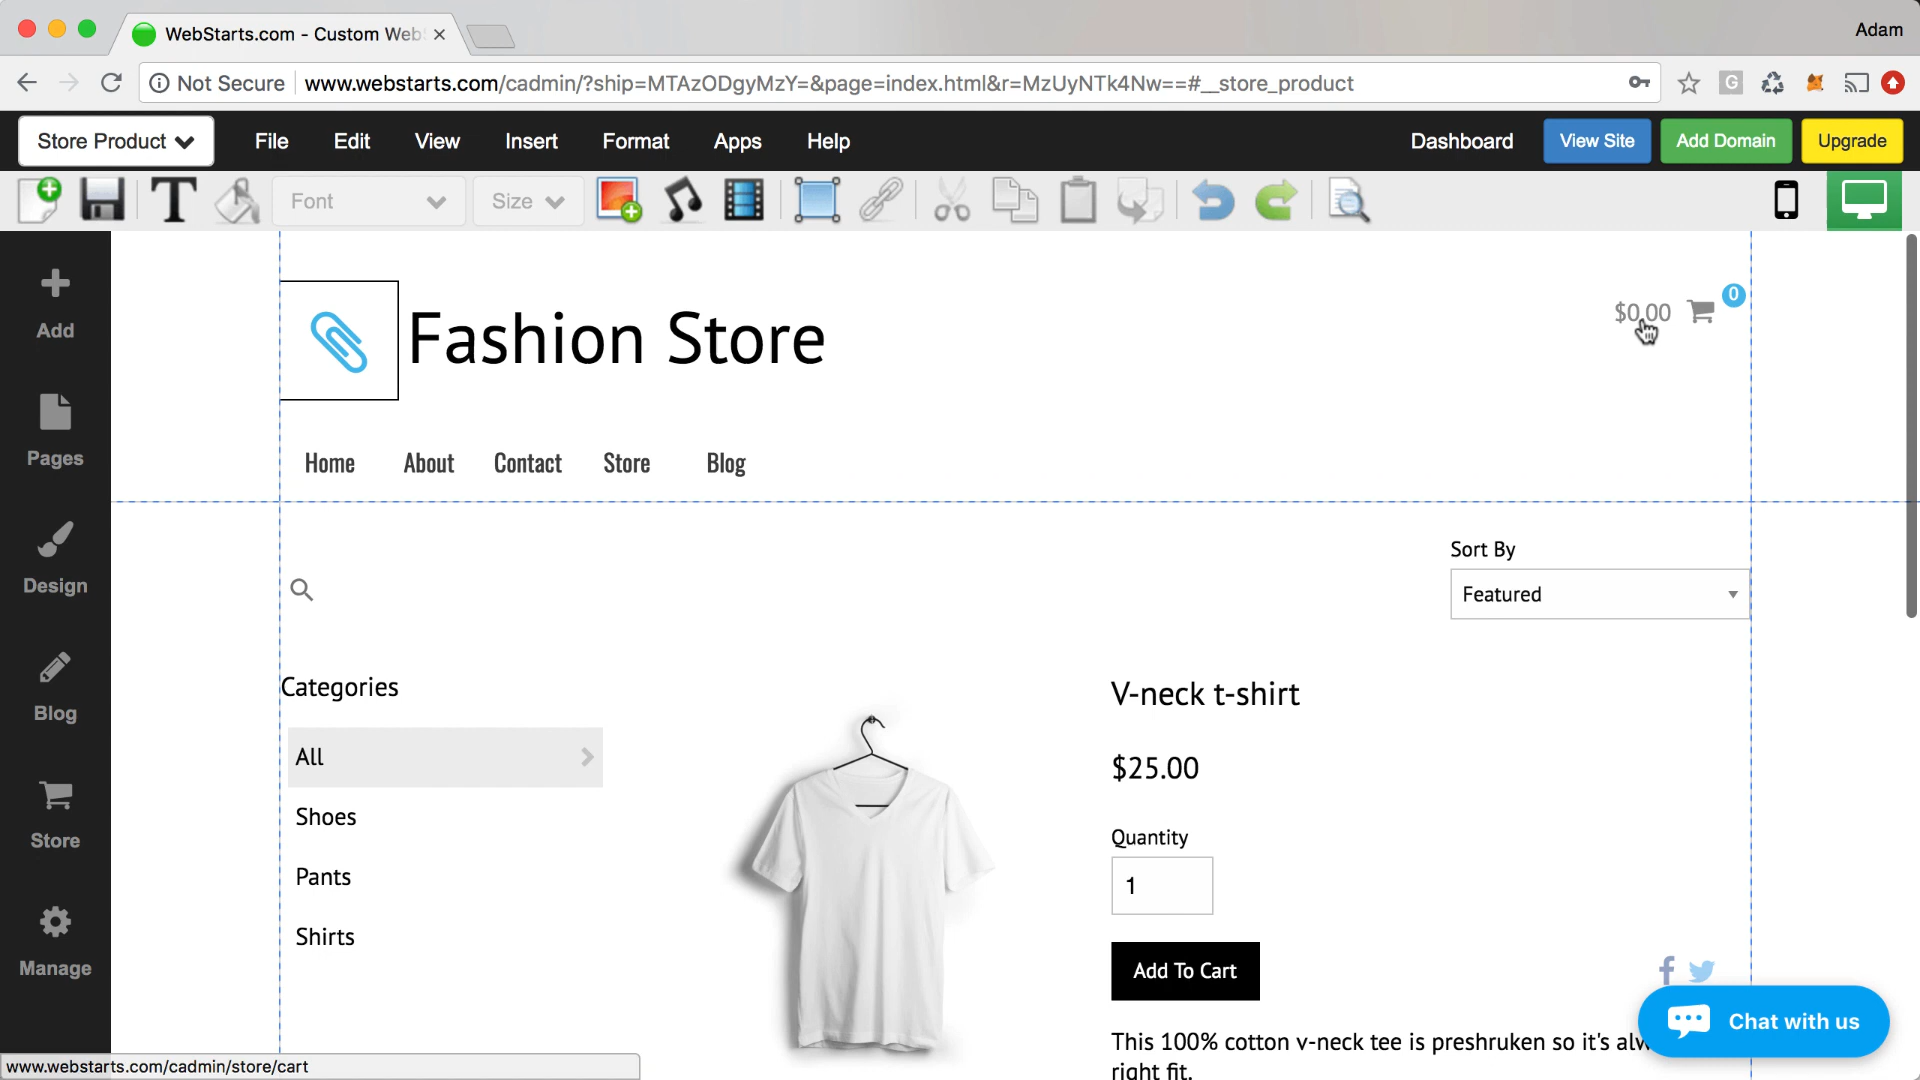 WebStarts.com - Custom Web
Adam
Not Secure
www.webstarts.com/cadmin/?ship=MTAzODgyMzY=&page=index.html&r=MzUyNTk4Nw==#__store_product
G
Store Product
File
Edit
View
Insert
Format
Apps
Help
Dashboard
View Site
Add Domain
Upgrade
T
Font
Size
Add
Pages
Design
Blog
Store
Manage
Fashion Store
$0.00
0
Home
About
Contact
Store
Blog
Sort By
Featured
Categories
All
Shoes
Pants
Shirts
V-neck t-shirt
$25.00
Quantity
1
Add To Cart
This 100% cotton v-neck tee is preshruken so it's
right fit.
Chat with us
www.webstarts.com/cadmin/store/cart